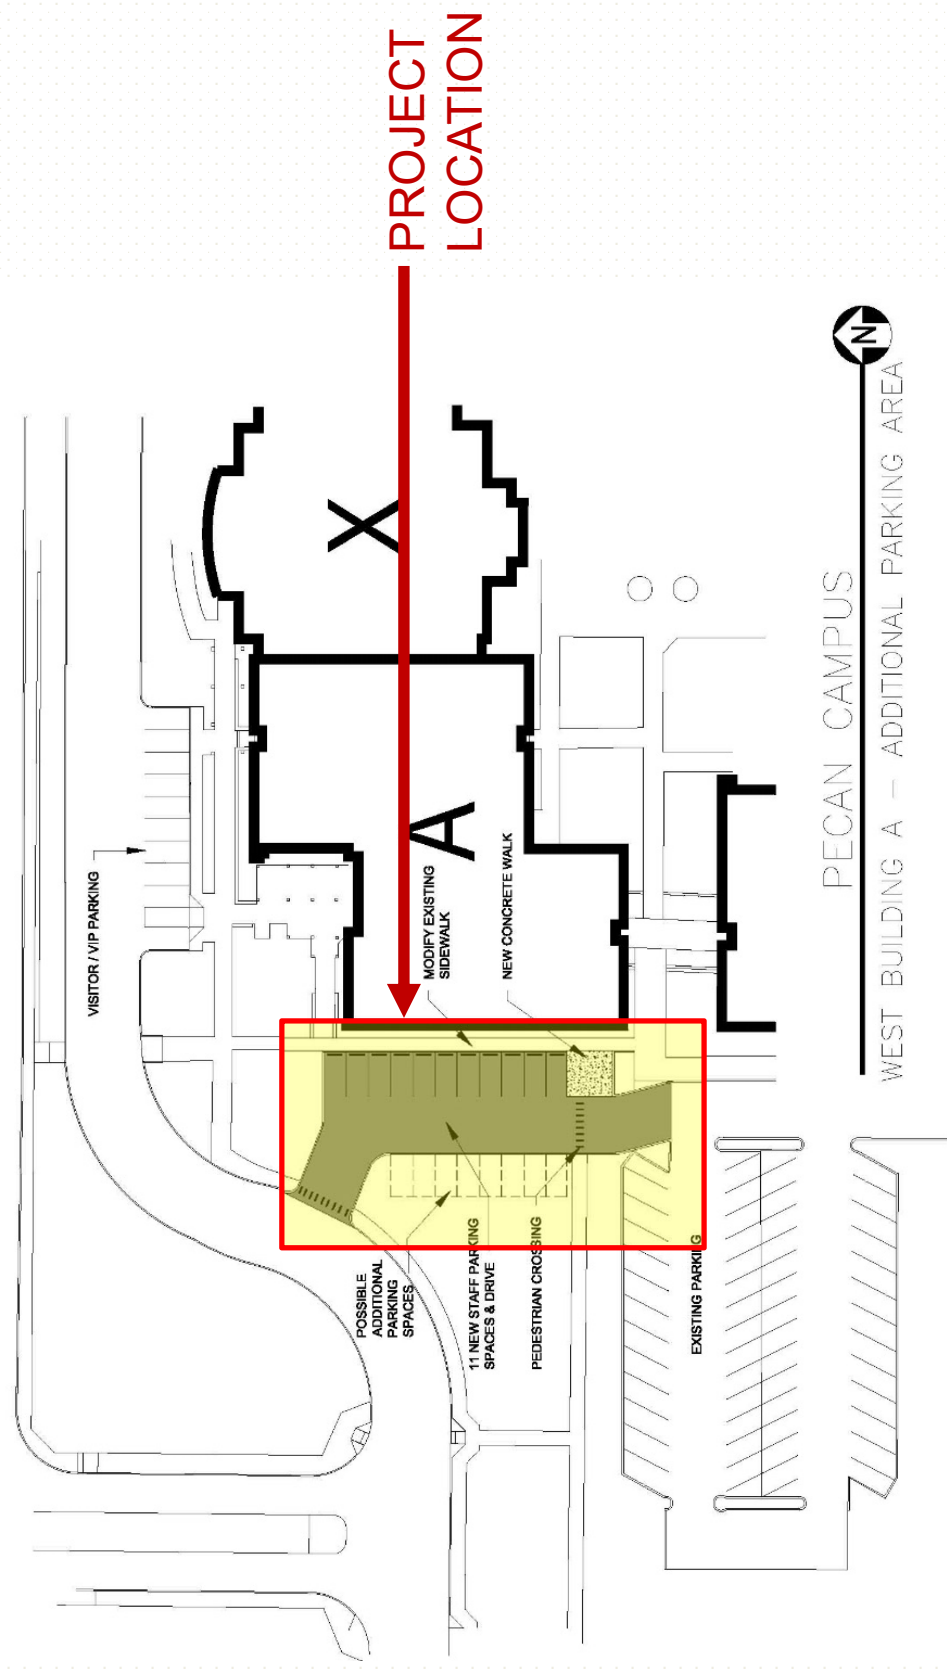 PROJECT
LOCATION
N
X
A
VISITOR / VIP PARKING
MODIFY EXISTING
SIDEWALK
NEW CONCRETE WALK
POSSIBLE
ADDITIONAL
PARKING
SPACES
11 NEW STAFF PARKING
SPACES & DRIVE
PEDESTRIAN CROSSING
EXISTING PARKING
PECAN CAMPUS
WEST BUILDING A - ADDITIONAL PARKING AREA